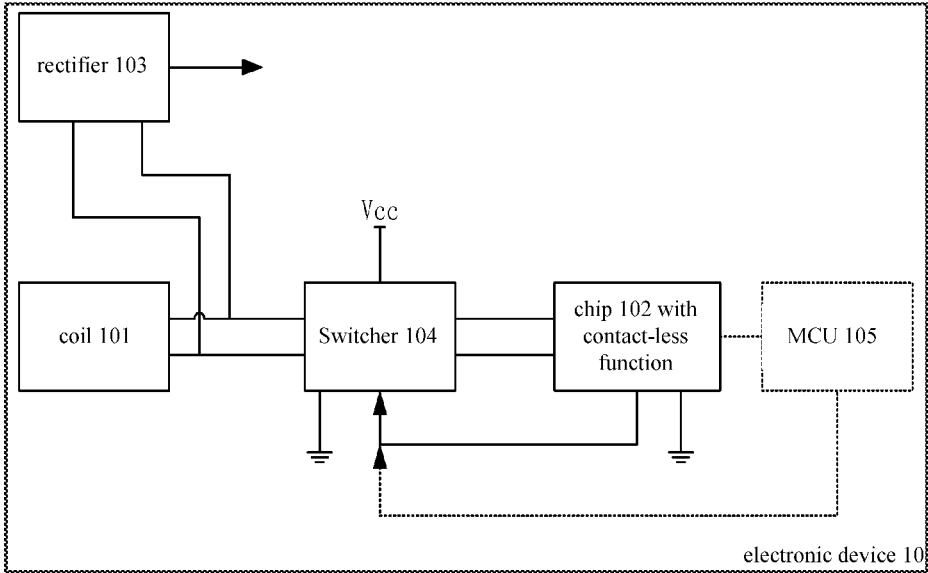 rectifier 103
Vcc
coil 101
Switcher 104
chip 102 with
contact-less
function
MCU 105
electronic device 10